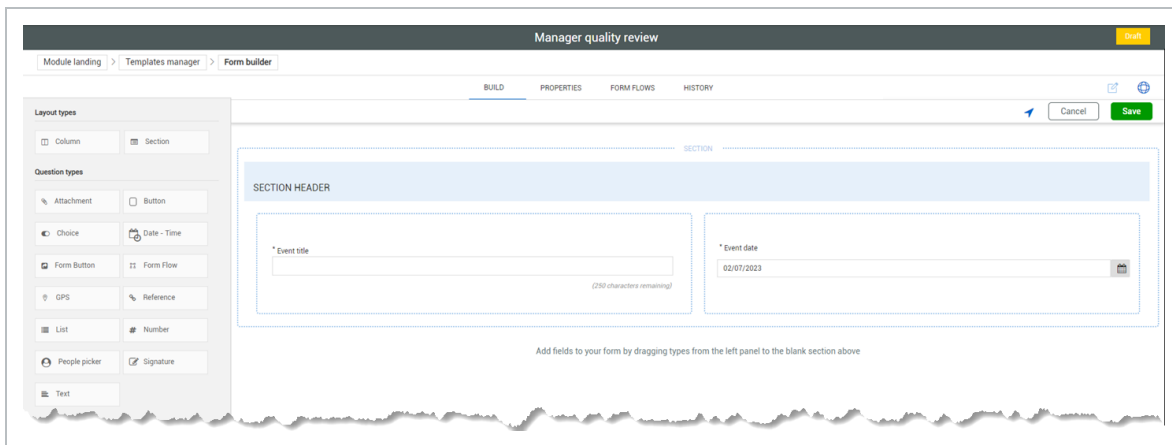 Manager quality review
Draft
Module landing > Templates manager > Form builder
BUILD PROPERTIES FORM FLOWS HISTORY
Cancel Save
Layout types
Column Section
Question types
Attachment Button
Choice Date - Time
Form Button Form Flow
GPS Reference
List Number
People picker Signature
Text
SECTION
SECTION HEADER
* Event title
(250 characters remaining)
* Event date
02/07/2023
Add fields to your form by dragging types from the left panel to the blank section above